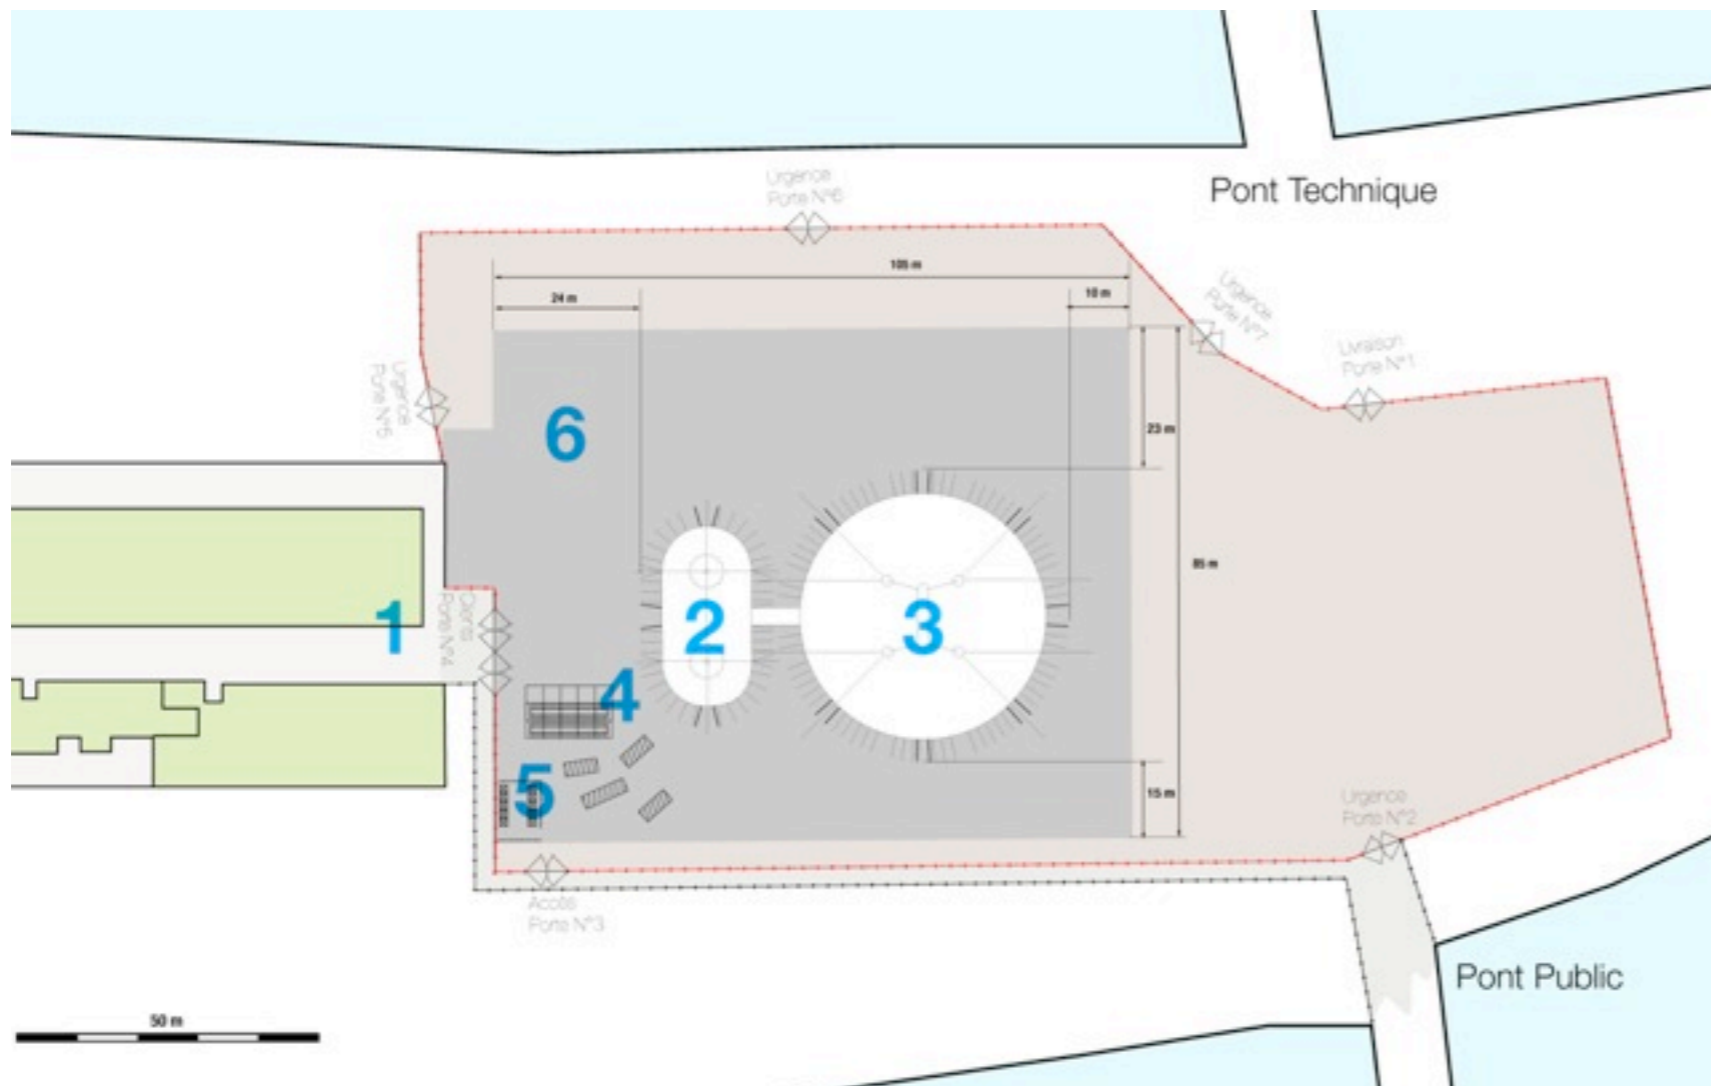 Urgence
Porte N°6
Pont Technique
105 m
24 m
10 m
Urgence
Porte N°7
Livraison
Porte N°1
Urgence
Porte N°5
6
23 m
85 m
1
Clients
Porte N°4
2
3
4
5
15 m
Urgence
Porte N°2
Accès
Porte N°3
Pont Public
50 m